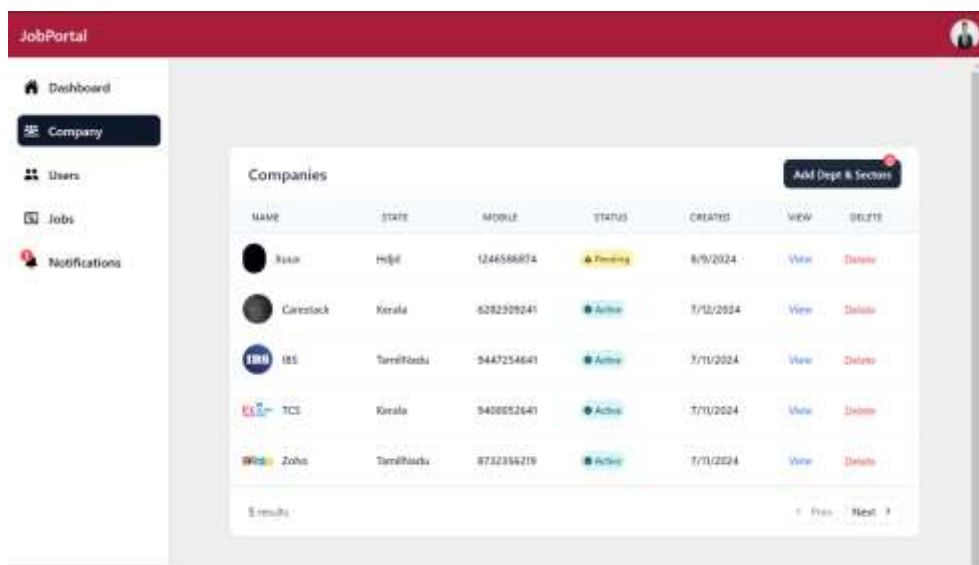 JobPortal
Dashboard
Company
Users
Jobs
Notifications
Companies
Add Dept & Sectors
NAME STATE MOBILE STATUS CREATED VIEW DELETE
1246586874 Pending 8/9/2024 View Delete
Carestack Kerala 6282309241 Active 7/12/2024 View Delete
IBS IBS TamilNadu 9447254641 Active 7/11/2024 View Delete
TCS Kerala 9400052641 Active 7/11/2024 View Delete
Zoho TamilNadu 8732356219 Active 7/11/2024 View Delete
5 results
Prev Next